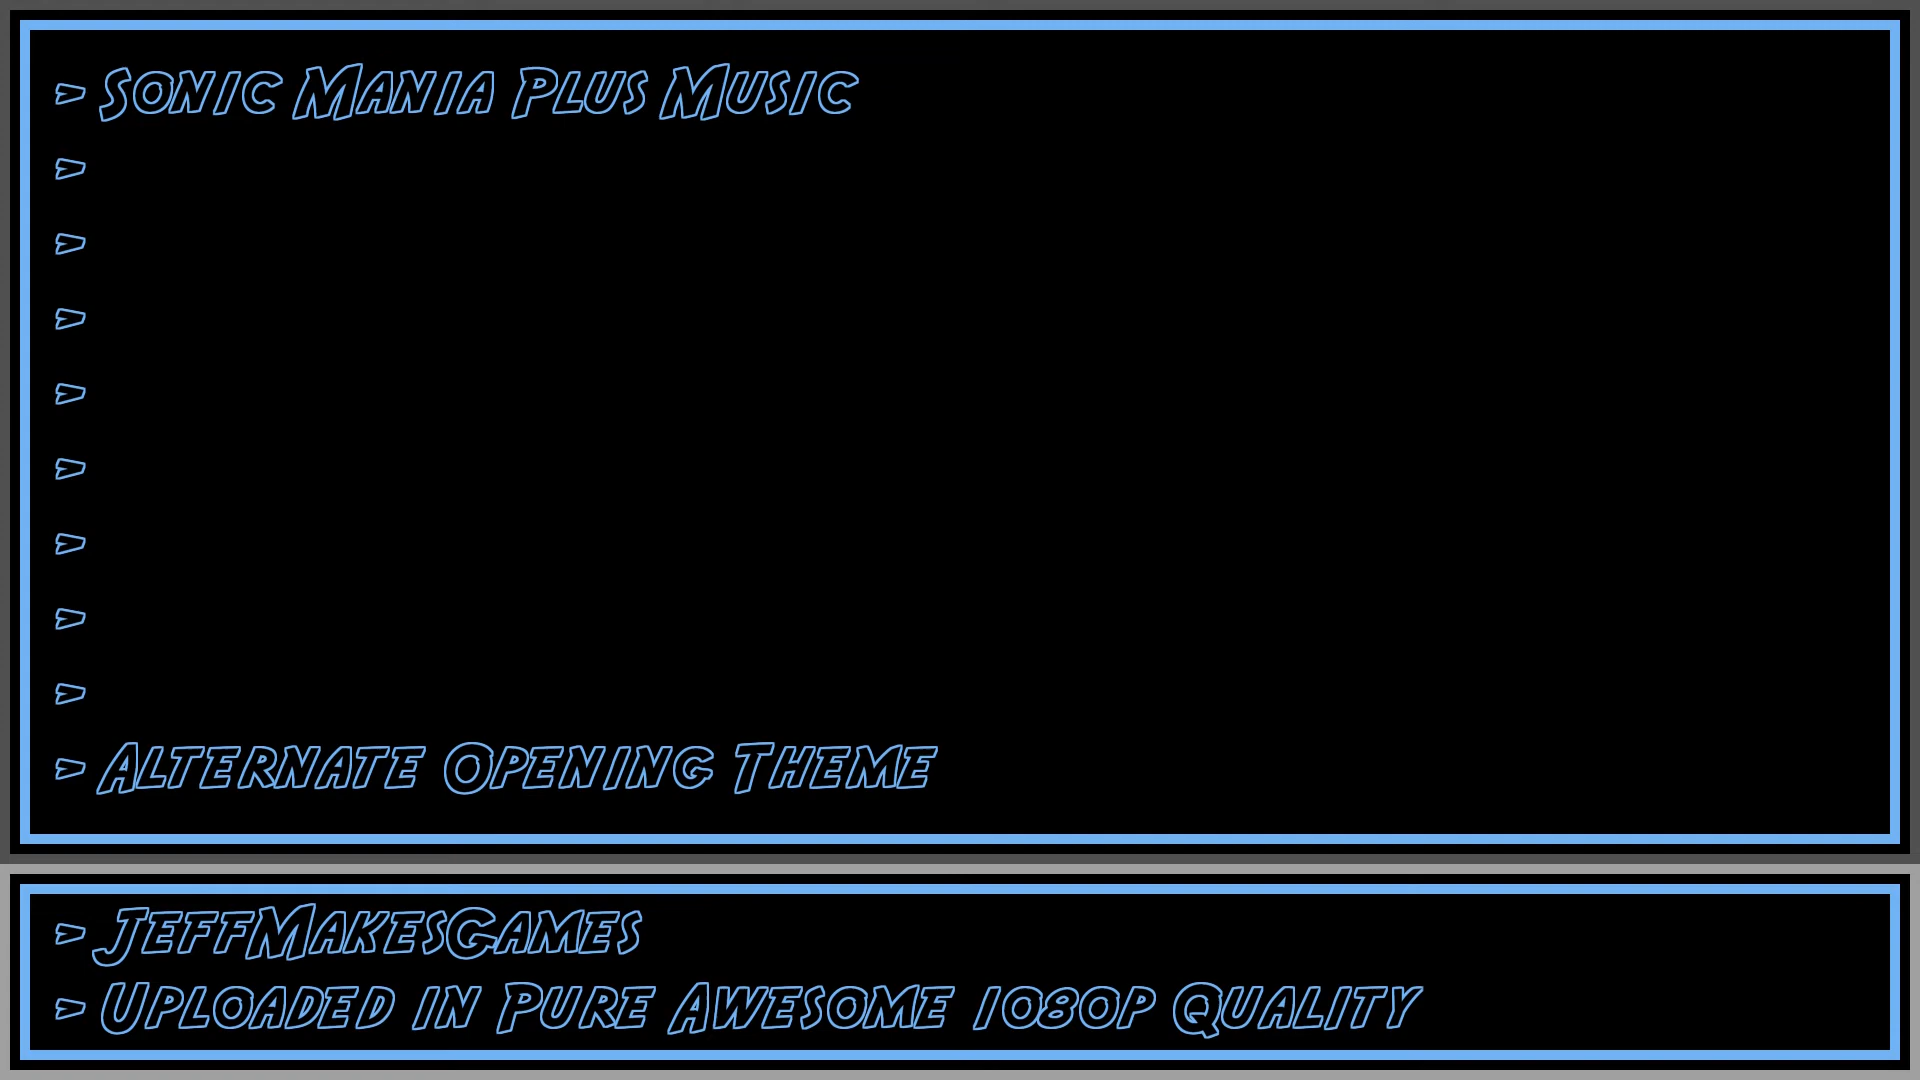 > Sonic Mania Plus Music
>
>
>
>
>
>
>
>
> Alternate Opening Theme
> JeffMakesGames
> Uploaded in Pure Awesome 1080p Quality